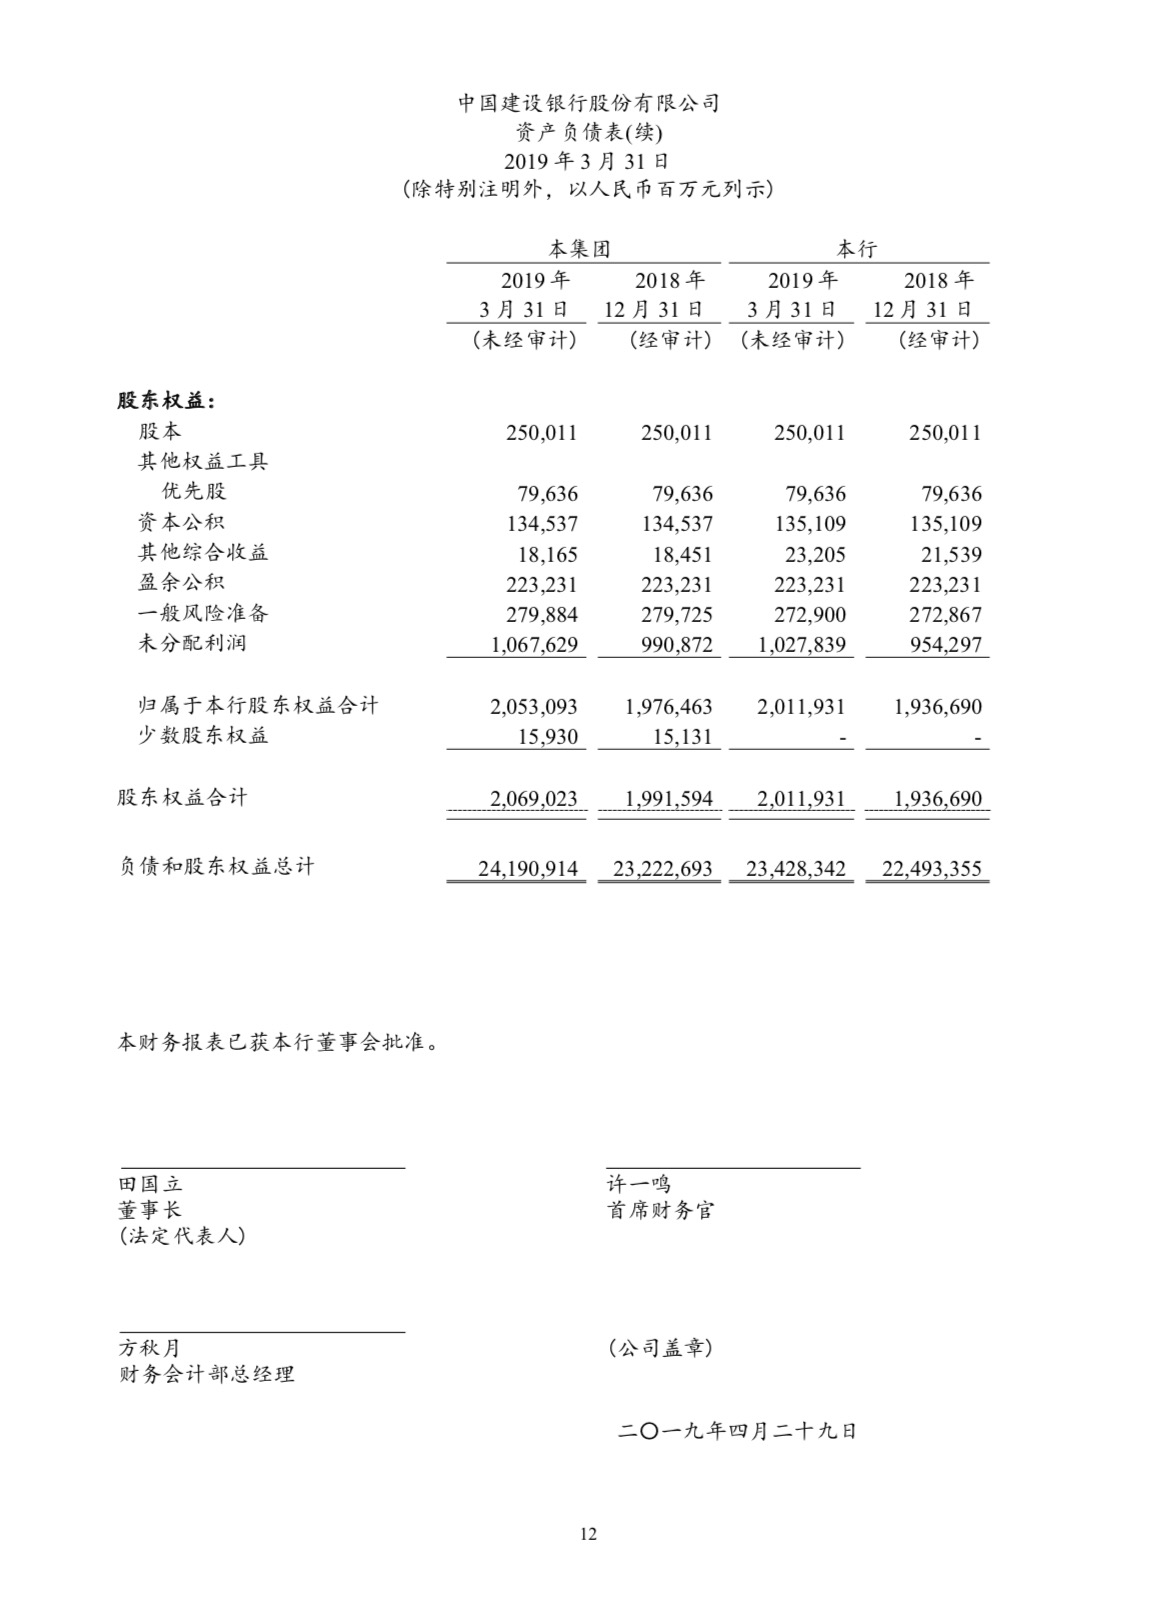 中国建设银行股份有限公司
资产负债表(续)
2019 年 3 月 31 日
(除特别注明外，以人民币百万元列示)
本集团 本行
2019 年 2018 年 2019 年 2018 年
3 月 31 日 12 月 31 日 3 月 31 日 12 月 31 日
(未经审计) (经审计) (未经审计) (经审计)
股东权益：
股本 250,011 250,011 250,011 250,011
其他权益工具
优先股 79,636 79,636 79,636 79,636
资本公积 134,537 134,537 135,109 135,109
其他综合收益 18,165 18,451 23,205 21,539
盈余公积 223,231 223,231 223,231 223,231
一般风险准备 279,884 279,725 272,900 272,867
未分配利润 1,067,629 990,872 1,027,839 954,297
归属于本行股东权益合计 2,053,093 1,976,463 2,011,931 1,936,690
少数股东权益 15,930 15,131 - -
股东权益合计 2,069,023 1,991,594 2,011,931 1,936,690
负债和股东权益总计 24,190,914 23,222,693 23,428,342 22,493,355
本财务报表已获本行董事会批准。
田国立 许一鸣
董事长 首席财务官
(法定代表人)
方秋月 (公司盖章)
财务会计部总经理
二〇一九年四月二十九日
12